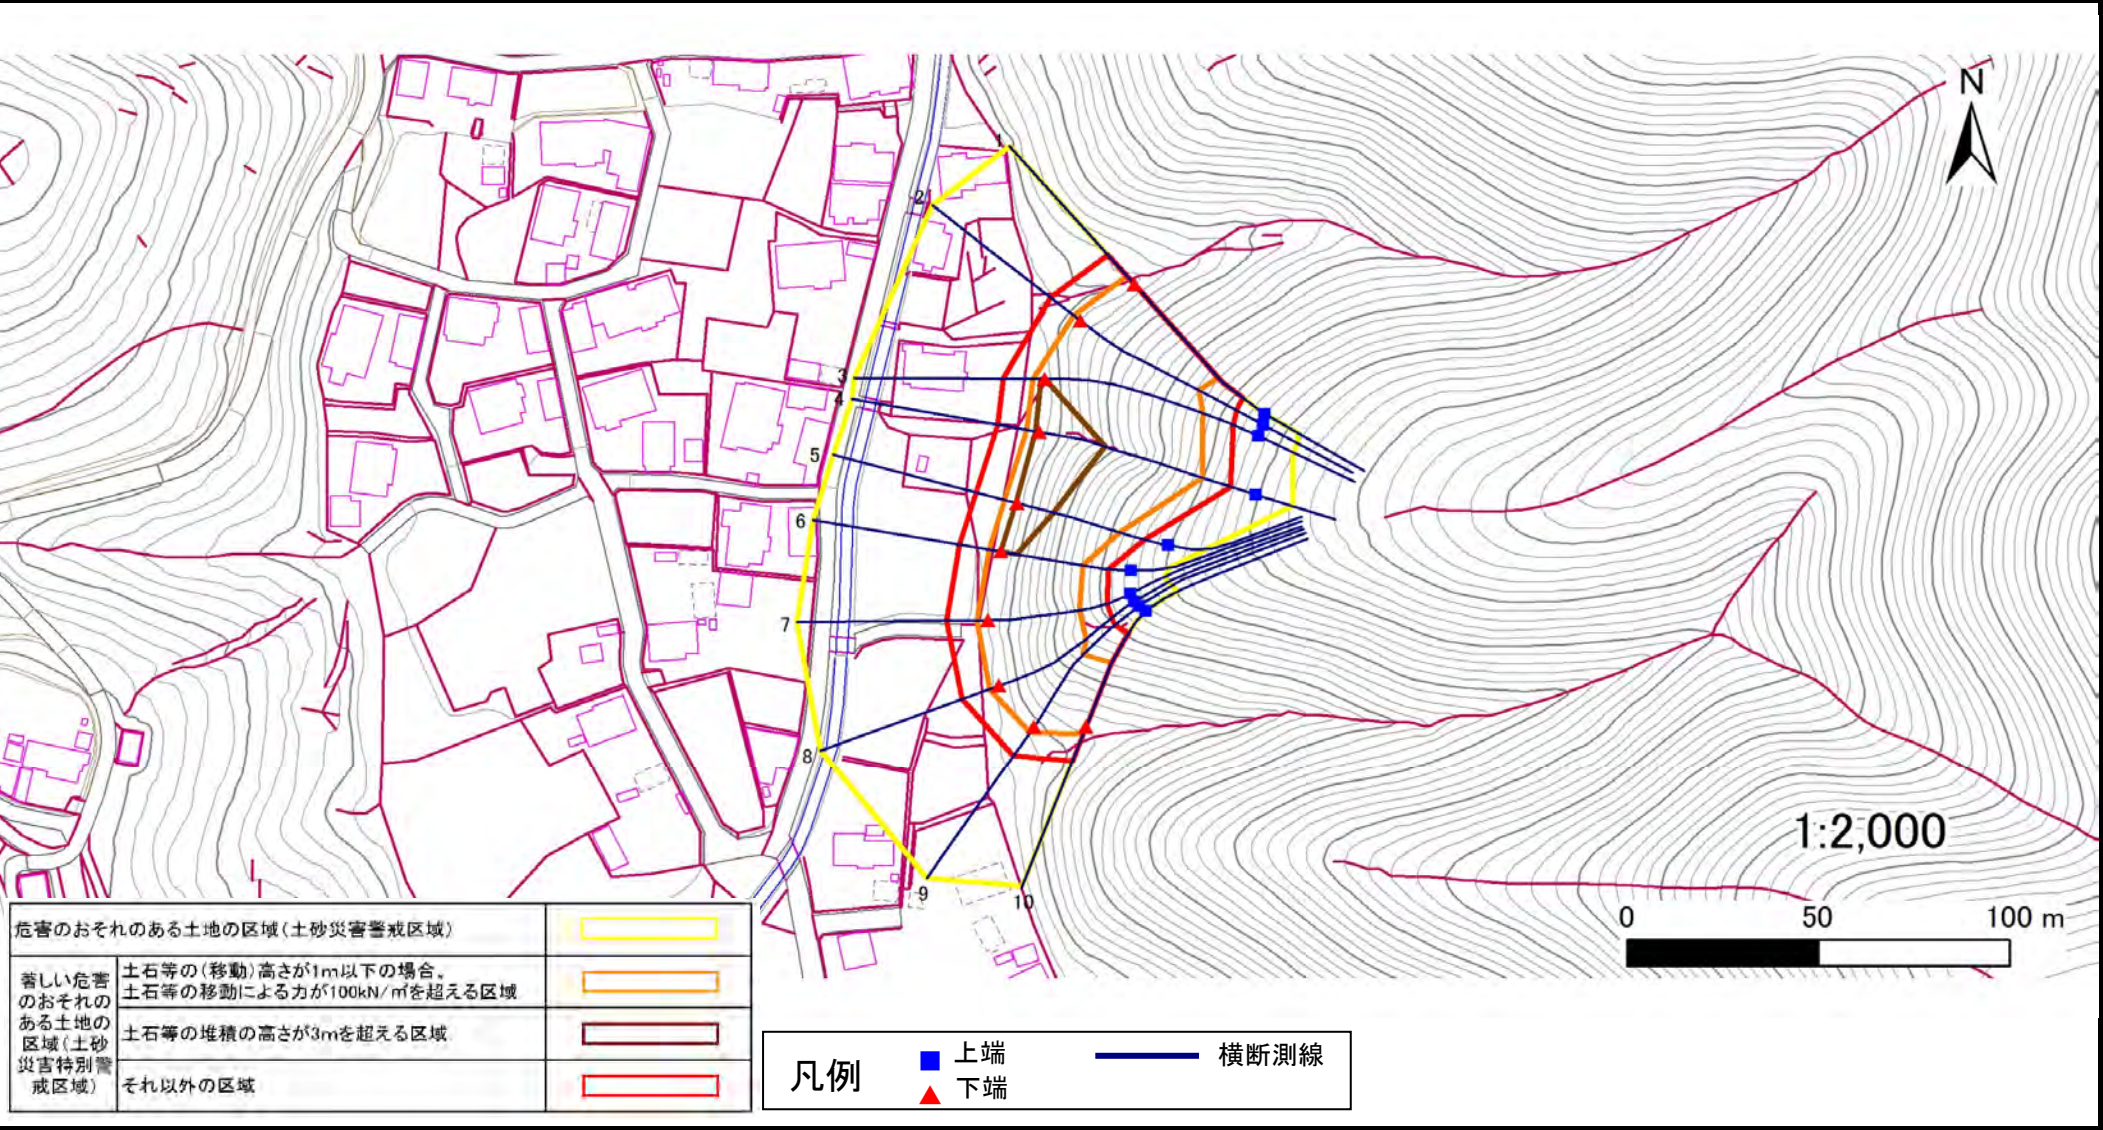 N
1
2
3
4
5
6
7
8
9
10
1:2,000
0 50 100 m
危害のおそれのある土地の区域(土砂災害警戒区域)
著しい危害
のおそれの
ある土地の
区域(土砂
災害特別警
戒区域)
土石等の(移動)高さが1m以下の場合、
土石等の移動による力が100kN/㎡を超える区域
土石等の堆積の高さが3mを超える区域
それ以外の区域
凡例
上端
下端
横断測線